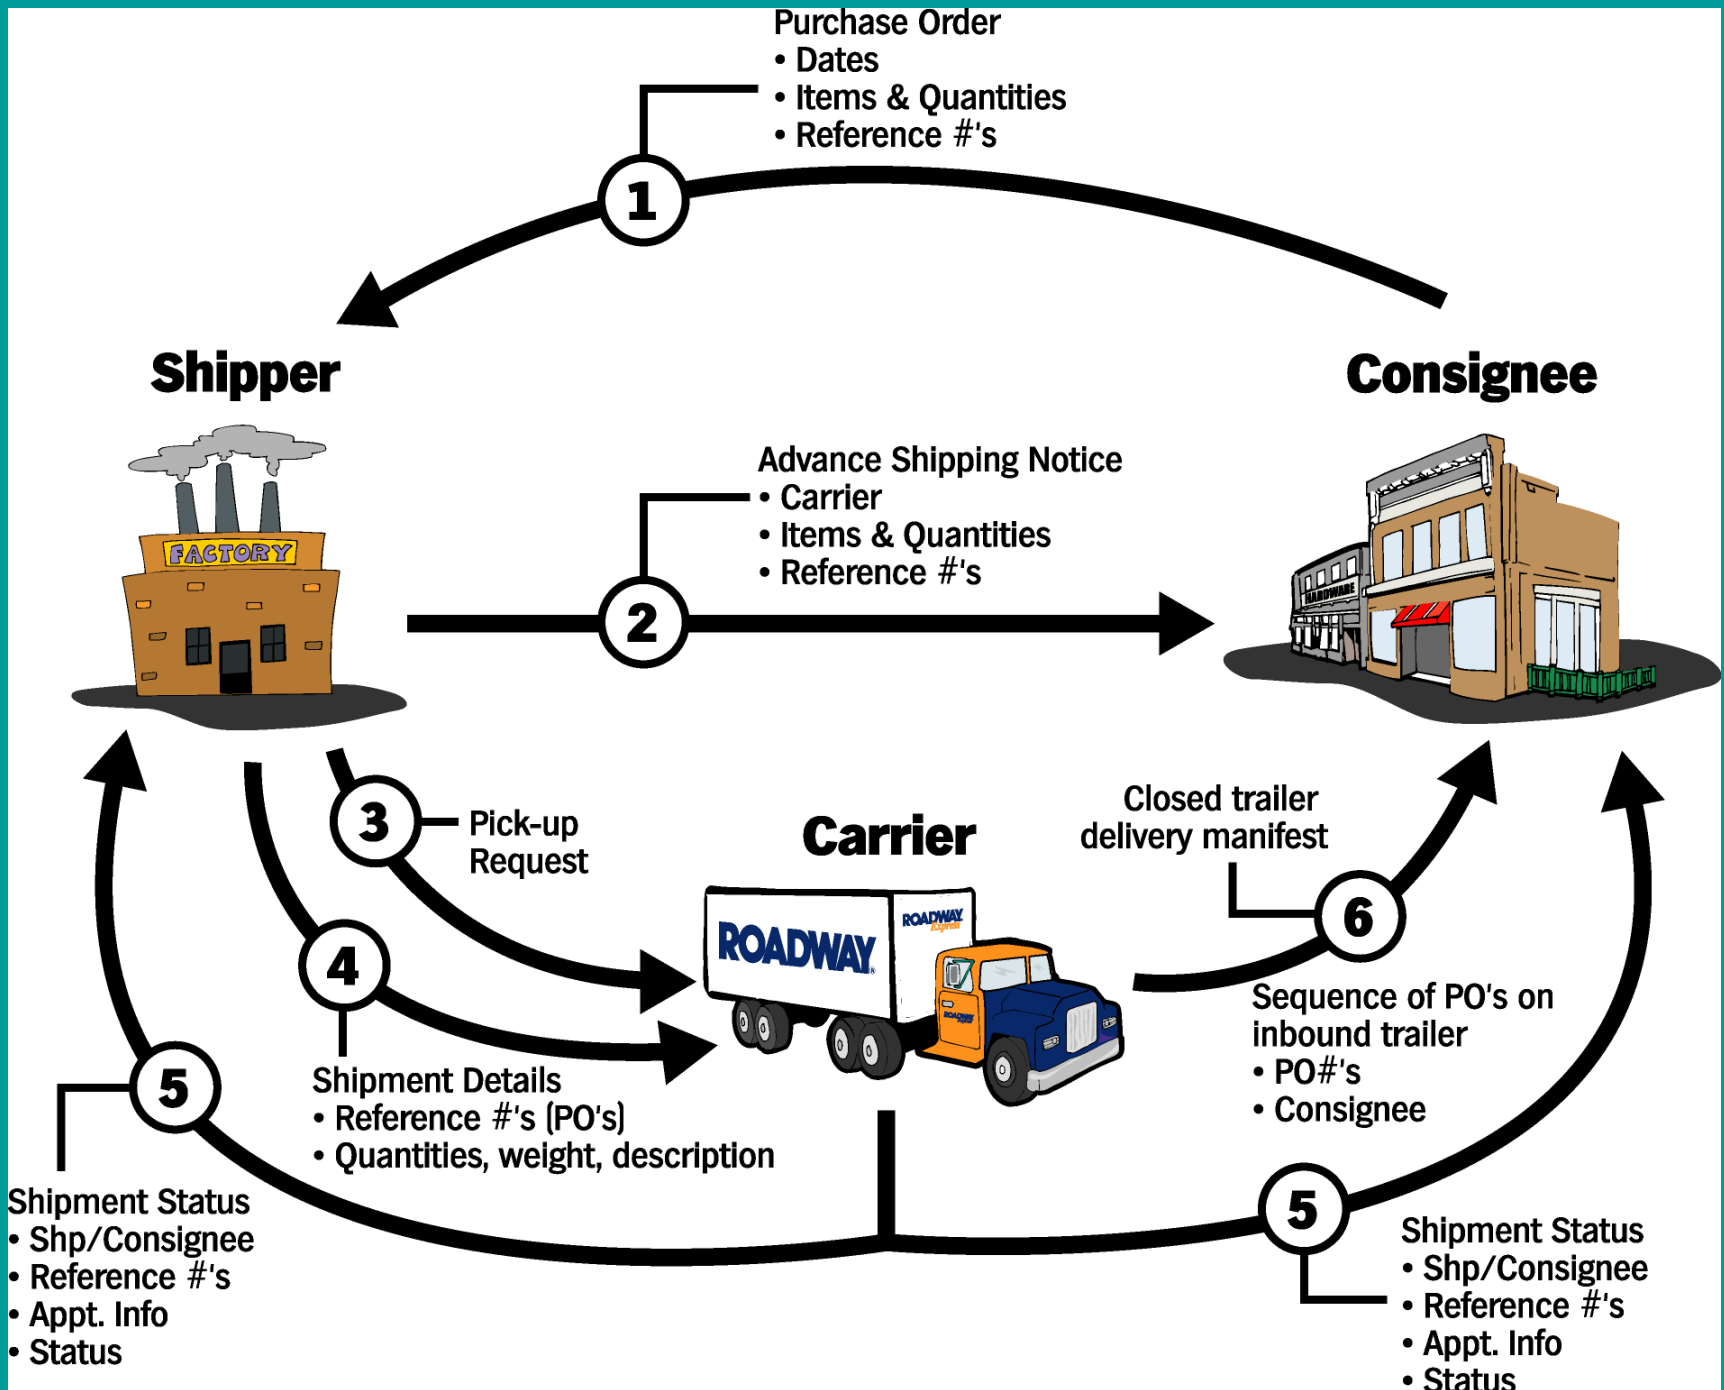 Purchase Order
• Dates
• Items & Quantities
• Reference #'s
1
Shipper
Consignee
FACTORY
Advance Shipping Notice
• Carrier
• Items & Quantities
• Reference #'s
2
HARDWARE
3
Pick-up
Request
Carrier
Closed trailer
delivery manifest
6
ROADWAY
ROADWAY
Express
ROADWAY
4
Shipment Details
• Reference #'s (PO's)
• Quantities, weight, description
Sequence of PO's on
inbound trailer
• PO#'s
• Consignee
5
Shipment Status
• Shp/Consignee
• Reference #'s
• Appt. Info
• Status
5
Shipment Status
• Shp/Consignee
• Reference #'s
• Appt. Info
• Status